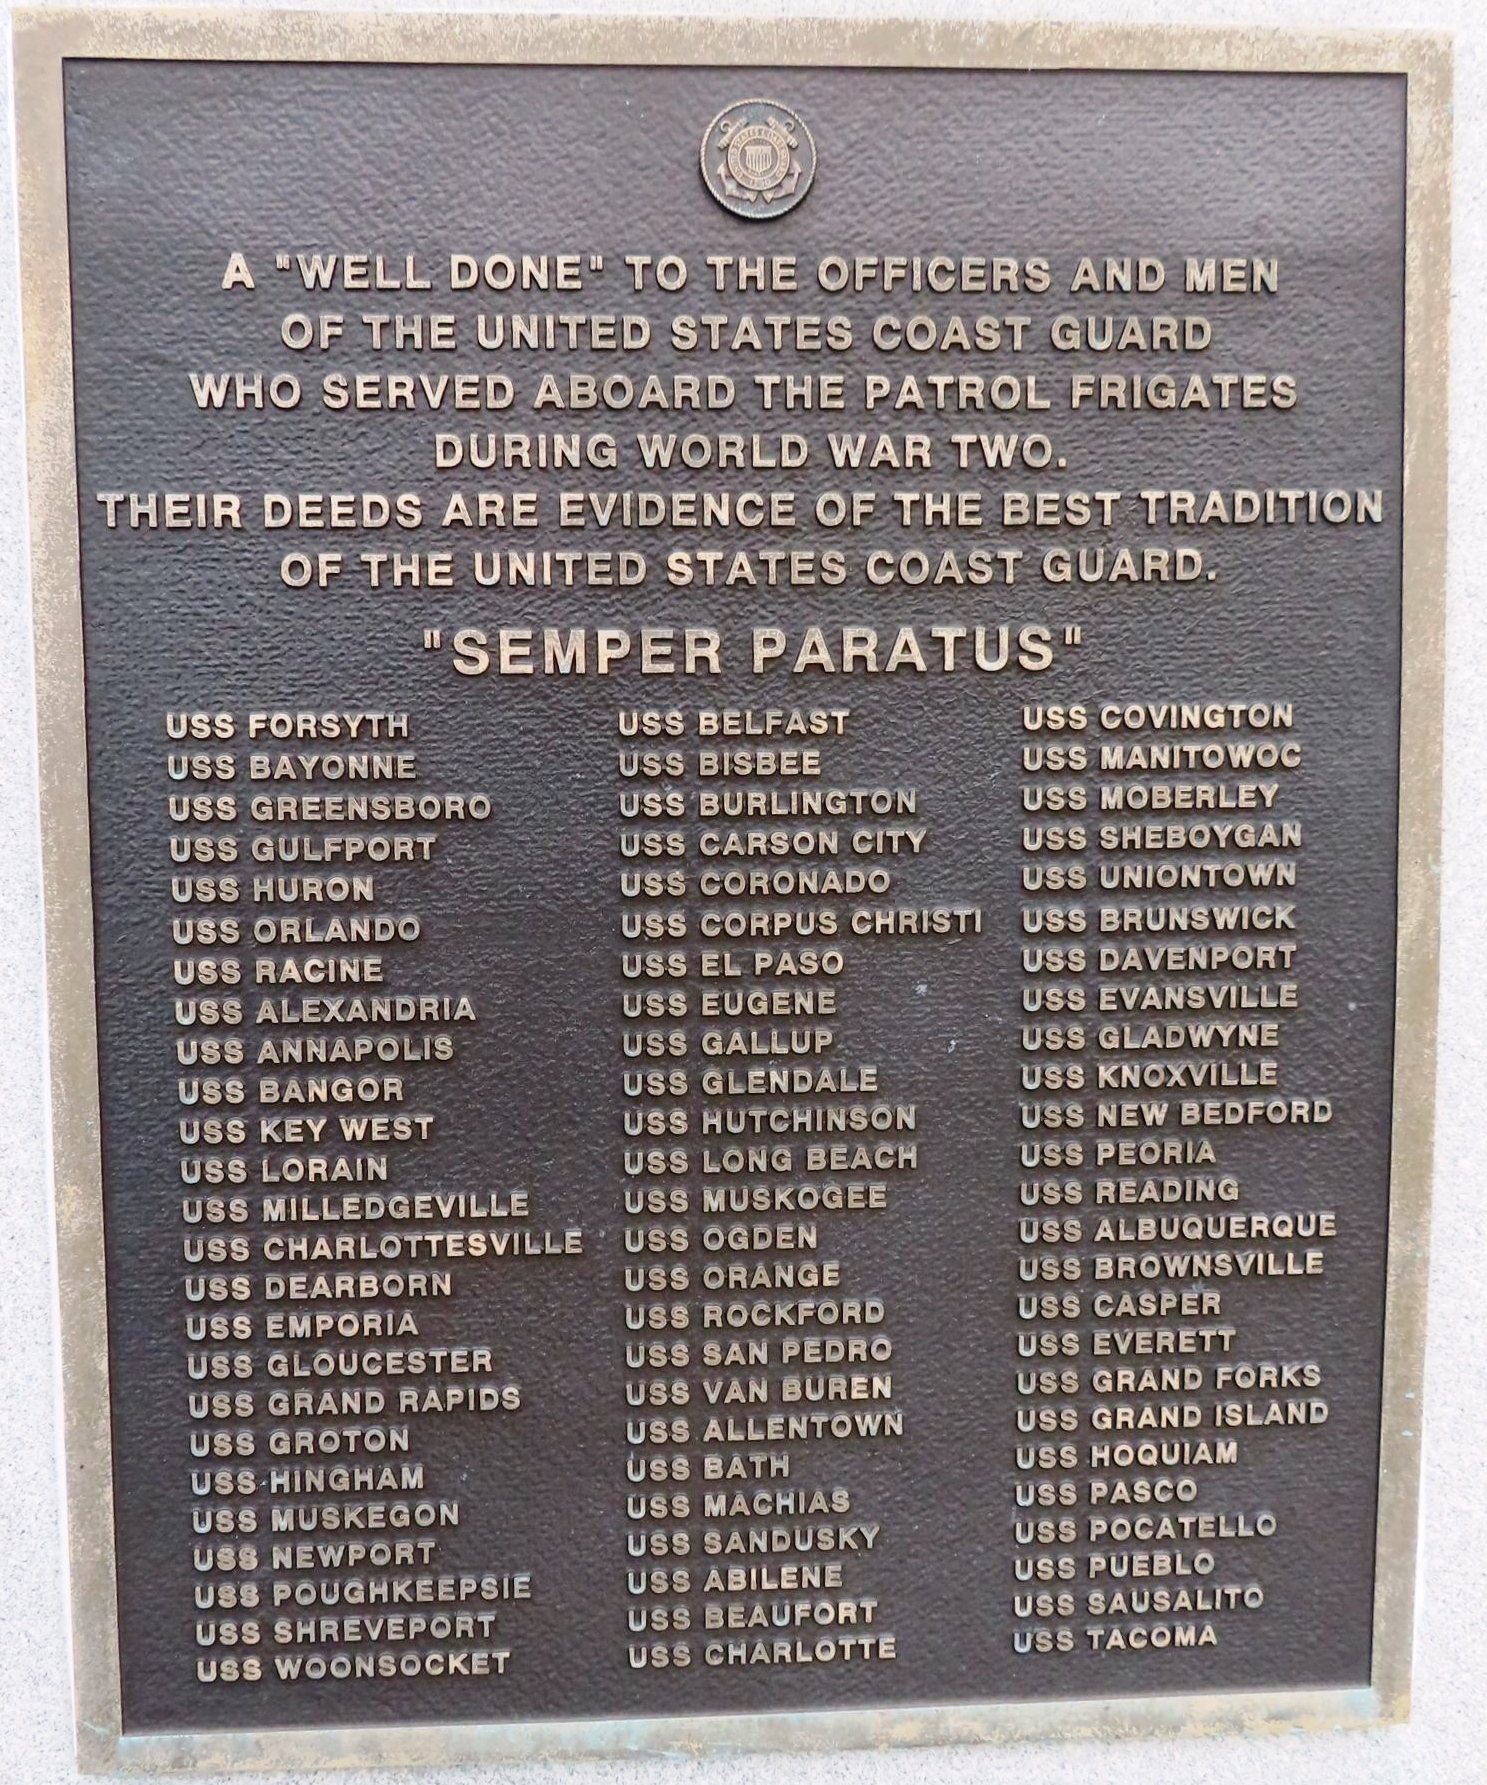 A "WELL DONE" TO THE OFFICERS AND MEN
OF THE UNITED STATES COAST GUARD
WHO SERVED ABOARD THE PATROL FRIGATES
DURING WORLD WAR TWO.
THEIR DEEDS ARE EVIDENCE OF THE BEST TRADITION
OF THE UNITED STATES COAST GUARD.
"SEMPER PARATUS"
USS FORSYTH
USS BAYONNE
USS GREENSBORO
USS GULFPORT
USS HURON
USS ORLANDO
USS RACINE
USS ALEXANDRIA
USS ANNAPOLIS
USS BANGOR
USS KEY WEST
USS LORAIN
USS MILLEDGEVILLE
USS CHARLOTTESVILLE
USS DEARBORN
USS EMPORIA
USS GLOUCESTER
USS GRAND RAPIDS
USS GROTON
USS HINGHAM
USS MUSKEGON
USS NEWPORT
USS POUGHKEEPSIE
USS SHREVEPORT
USS WOONSOCKET
USS BELFAST
USS BISBEE
USS BURLINGTON
USS CARSON CITY
USS CORONADO
USS CORPUS CHRISTI
USS EL PASO
USS EUGENE
USS GALLUP
USS GLENDALE
USS HUTCHINSON
USS LONG BEACH
USS MUSKOGEE
USS OGDEN
USS ORANGE
USS ROCKFORD
USS SAN PEDRO
USS VAN BUREN
USS ALLENTOWN
USS BATH
USS MACHIAS
USS SANDUSKY
USS ABILENE
USS BEAUFORT
USS CHARLOTTE
USS COVINGTON
USS MANITOWOC
USS MOBERLEY
USS SHEBOYGAN
USS UNIONTOWN
USS BRUNSWICK
USS DAVENPORT
USS EVANSVILLE
USS GLADWYNE
USS KNOXVILLE
USS NEW BEDFORD
USS PEORIA
USS READING
USS ALBUQUERQUE
USS BROWNSVILLE
USS CASPER
USS EVERETT
USS GRAND FORKS
USS GRAND ISLAND
USS HOQUIAM
USS PASCO
USS POCATELLO
USS PUEBLO
USS SAUSALITO
USS TACOMA